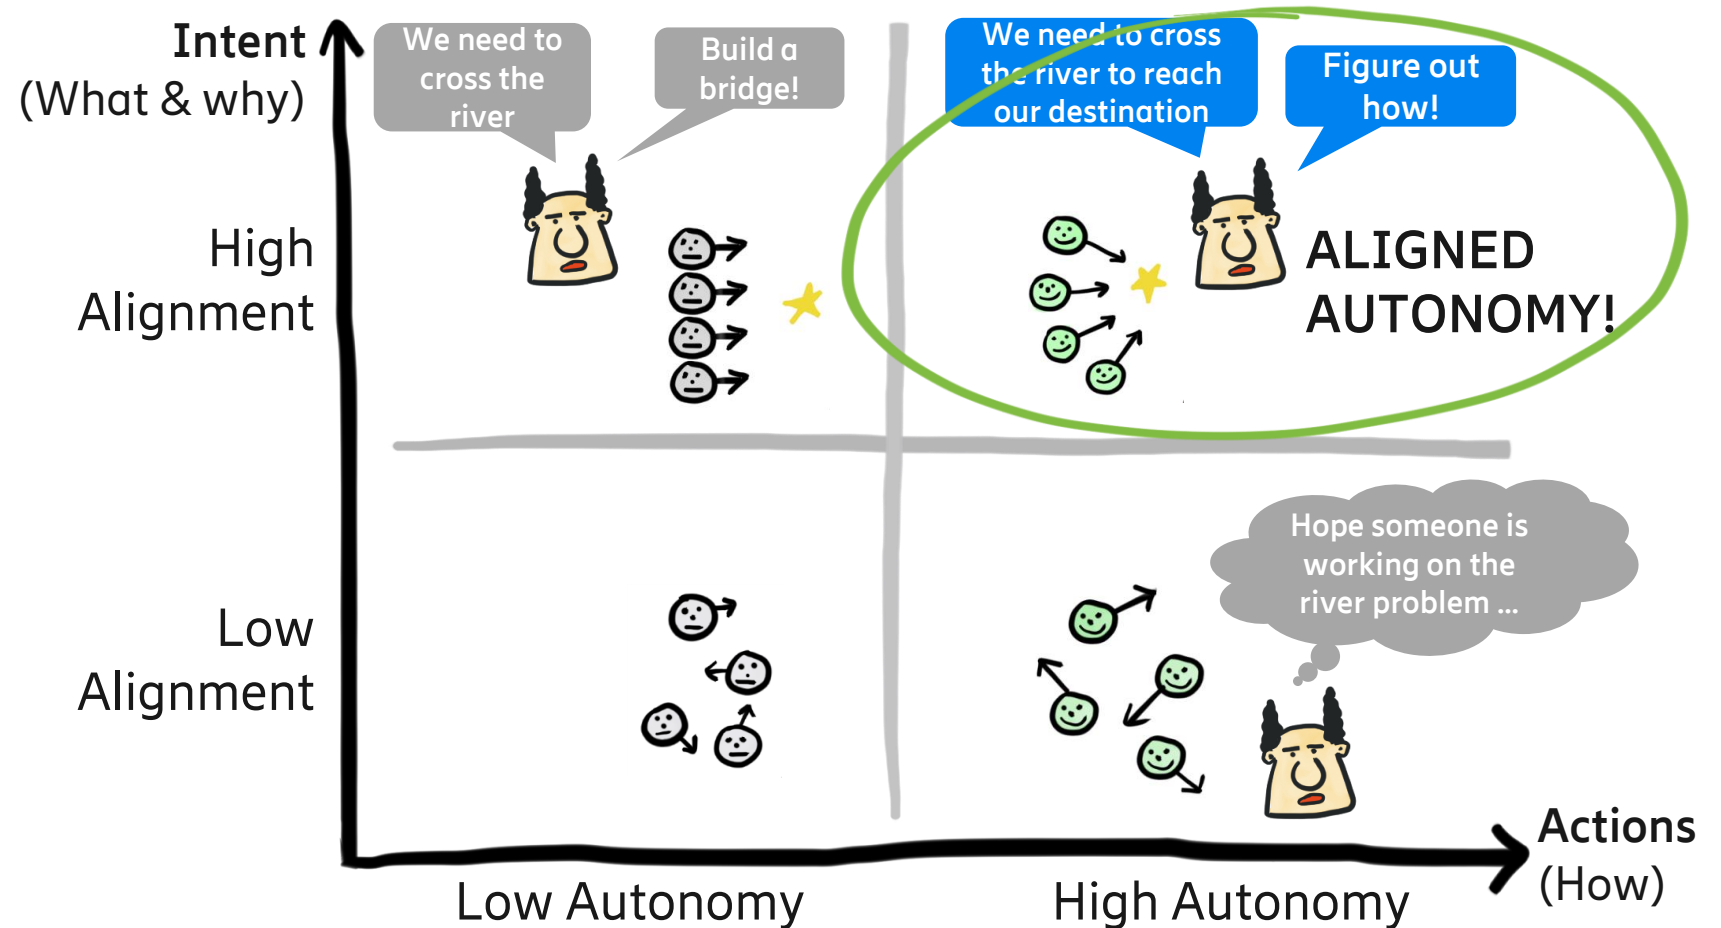 Intent
(What & why)
We need to
cross the
river
Build a
bridge!
We need to cross
the river to reach
our destination
Figure out
how!
High
Alignment
ALIGNED
AUTONOMY!
Hope someone is
working on the
river problem ...
Low
Alignment
Actions
(How)
Low Autonomy
High Autonomy